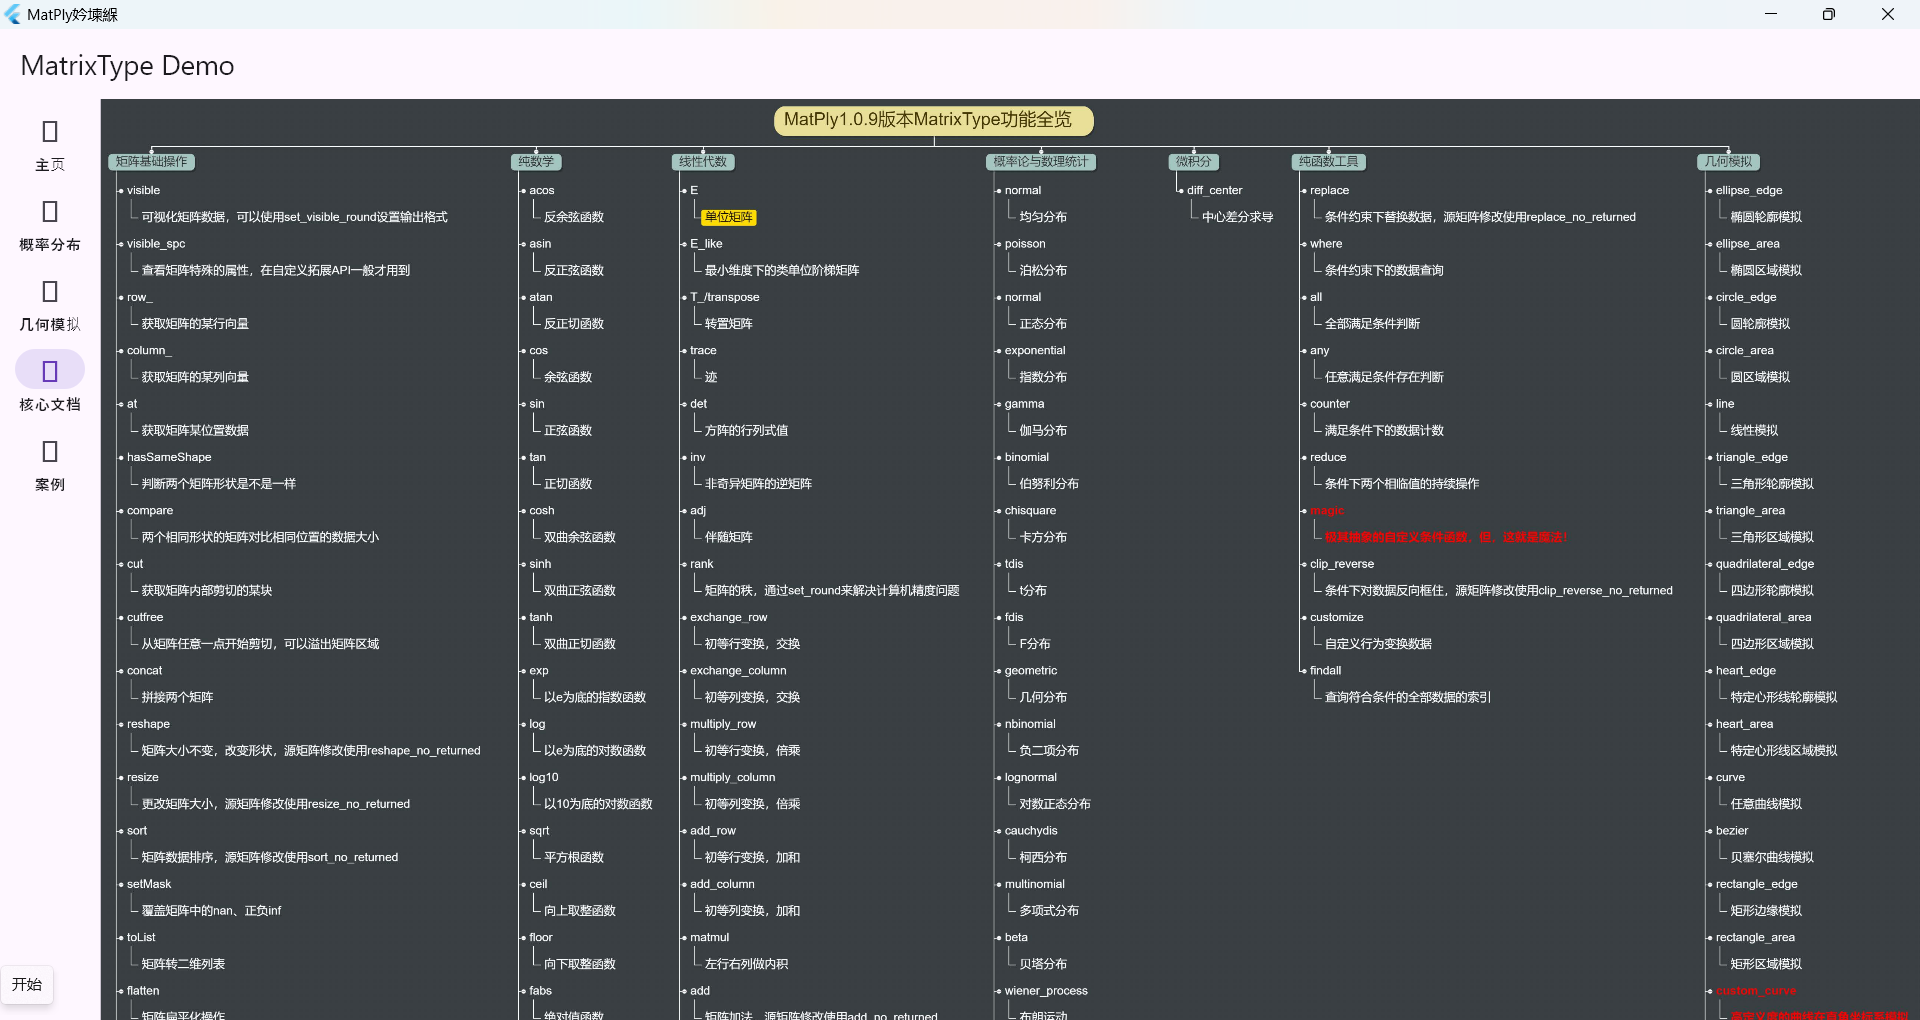 MatPly妗堜緥
MatrixType Demo
主页
概率分布
几何模拟
核心文档
案例
开始
MatPly1.0.9版本MatrixType功能全览
矩阵基础操作
visible
可视化矩阵数据，可以使用set_visible_round设置输出格式
visible_spc
查看矩阵特殊的属性，在自定义拓展API一般才用到
row_
获取矩阵的某行向量
column_
获取矩阵的某列向量
at
获取矩阵某位置数据
hasSameShape
判断两个矩阵形状是不是一样
compare
两个相同形状的矩阵对比相同位置的数据大小
cut
获取矩阵内部剪切的某块
cutfree
从矩阵任意一点开始剪切，可以溢出矩阵区域
concat
拼接两个矩阵
reshape
矩阵大小不变，改变形状，源矩阵修改使用reshape_no_returned
resize
更改矩阵大小，源矩阵修改使用resize_no_returned
sort
矩阵数据排序，源矩阵修改使用sort_no_returned
setMask
覆盖矩阵中的nan、正负inf
toList
矩阵转二维列表
flatten
矩阵扁平化操作
纯数学
acos
反余弦函数
asin
反正弦函数
atan
反正切函数
cos
余弦函数
sin
正弦函数
tan
正切函数
cosh
双曲余弦函数
sinh
双曲正弦函数
tanh
双曲正切函数
exp
以e为底的指数函数
log
以e为底的对数函数
log10
以10为底的对数函数
sqrt
平方根函数
ceil
向上取整函数
floor
向下取整函数
fabs
绝对值函数
线性代数
E
单位矩阵
E_like
最小维度下的类单位阶梯矩阵
T_/transpose
转置矩阵
trace
迹
det
方阵的行列式值
inv
非奇异矩阵的逆矩阵
adj
伴随矩阵
rank
矩阵的秩，通过set_round来解决计算机精度问题
exchange_row
初等行变换，交换
exchange_column
初等列变换，交换
multiply_row
初等行变换，倍乘
multiply_column
初等列变换，倍乘
add_row
初等行变换，加和
add_column
初等列变换，加和
matmul
左行右列做内积
add
矩阵加法，源矩阵修改使用add_no_returned
概率论与数理统计
normal
均匀分布
poisson
泊松分布
normal
正态分布
exponential
指数分布
gamma
伽马分布
binomial
伯努利分布
chisquare
卡方分布
tdis
t分布
fdis
F分布
geometric
几何分布
nbinomial
负二项分布
lognormal
对数正态分布
cauchydis
柯西分布
multinomial
多项式分布
beta
贝塔分布
wiener_process
布朗运动
微积分
diff_center
中心差分求导
纯函数工具
replace
条件约束下替换数据，源矩阵修改使用replace_no_returned
where
条件约束下的数据查询
all
全部满足条件判断
any
任意满足条件存在判断
counter
满足条件下的数据计数
reduce
条件下两个相临值的持续操作
magic
极其抽象的自定义条件函数，但，这就是魔法！
clip_reverse
条件下对数据反向框住，源矩阵修改使用clip_reverse_no_returned
customize
自定义行为变换数据
findall
查询符合条件的全部数据的索引
几何模拟
ellipse_edge
椭圆轮廓模拟
ellipse_area
椭圆区域模拟
circle_edge
圆轮廓模拟
circle_area
圆区域模拟
line
线性模拟
triangle_edge
三角形轮廓模拟
triangle_area
三角形区域模拟
quadrilateral_edge
四边形轮廓模拟
quadrilateral_area
四边形区域模拟
heart_edge
特定心形线轮廓模拟
heart_area
特定心形线区域模拟
curve
任意曲线模拟
bezier
贝塞尔曲线模拟
rectangle_edge
矩形边缘模拟
rectangle_area
矩形区域模拟
custom_curve